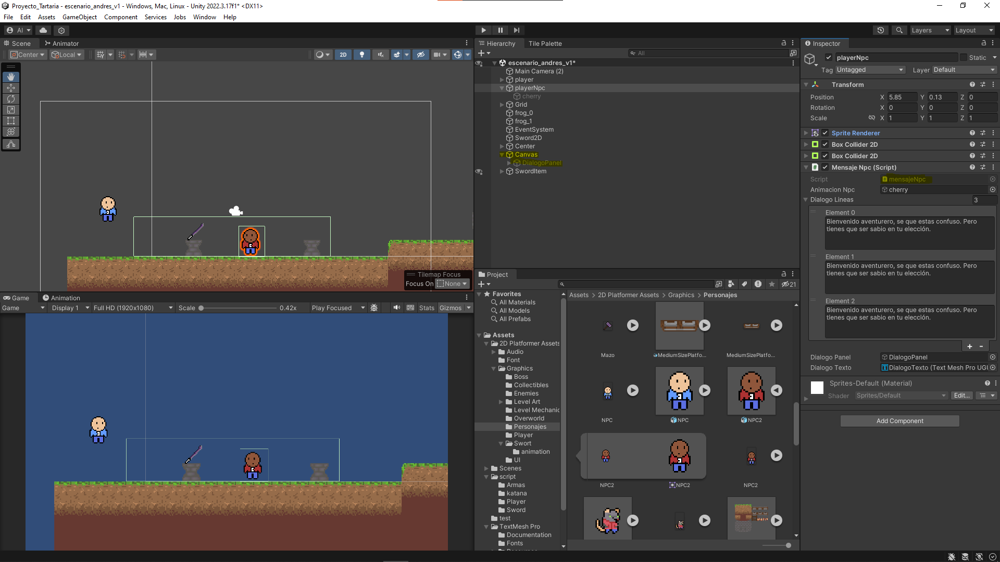 Proyecto_Tartaria - escenario_andres_v1 - Windows, Mac, Linux - Unity 2022.3.17f1* <DX11>
File Edit Assets GameObject Component Services Jobs Window Help
AI
Layers Layout
Scene Animator
Center Local 2D
Tilemap Focus
Focus On None
Game Animation
Game Display 1 Full HD (1920x1080) Scale 0.42x Play Focused Stats Gizmos
Hierarchy Tile Palette
All
escenario_andres_v1*
Main Camera (2)
player
playerNpc
cherry
Grid
frog_0
frog_1
EventSystem
Sword2D
Center
Canvas
DialogoPanel
SwordItem
Project
21
Favorites
All Materials
All Models
All Prefabs
Assets
2D Platformer Assets
Audio
Font
Graphics
Boss
Collectibles
Enemies
Level Art
Level Mechanic
Overworld
Personajes
Player
Swort
animation
UI
Scenes
script
Armas
katana
Player
Sword
test
TextMesh Pro
Documentation
Fonts
Assets > 2D Platformer Assets > Graphics > Personajes
Mazo MediumSizePlatfo... MediumSizePlatfo...
NPC NPC NPC2
NPC2 NPC2 NPC2
Inspector
playerNpc Static
Tag Untagged Layer Default
Transform
Position X 5.85 Y 0.13 Z 0
Rotation X 0 Y 0 Z 0
Scale X 1 Y 1 Z 1
Sprite Renderer
Box Collider 2D
Box Collider 2D
Mensaje Npc (Script)
Script mensajeNpc
Animacion Npc cherry
Dialogo Lineas 3
Element 0
Bienvenido aventurero, se que estas confuso. Pero
tienes que ser sabio en tu elección.
Element 1
Bienvenido aventurero, se que estas confuso. Pero
tienes que ser sabio en tu elección.
Element 2
Bienvenido aventurero, se que estas confuso. Pero
tienes que ser sabio en tu elección.
+ -
Dialogo Panel DialogoPanel
Dialogo Texto DialogoTexto (Text Mesh Pro UGU
Sprites-Default (Material)
Shader Sprites/Default Edit...
Add Component